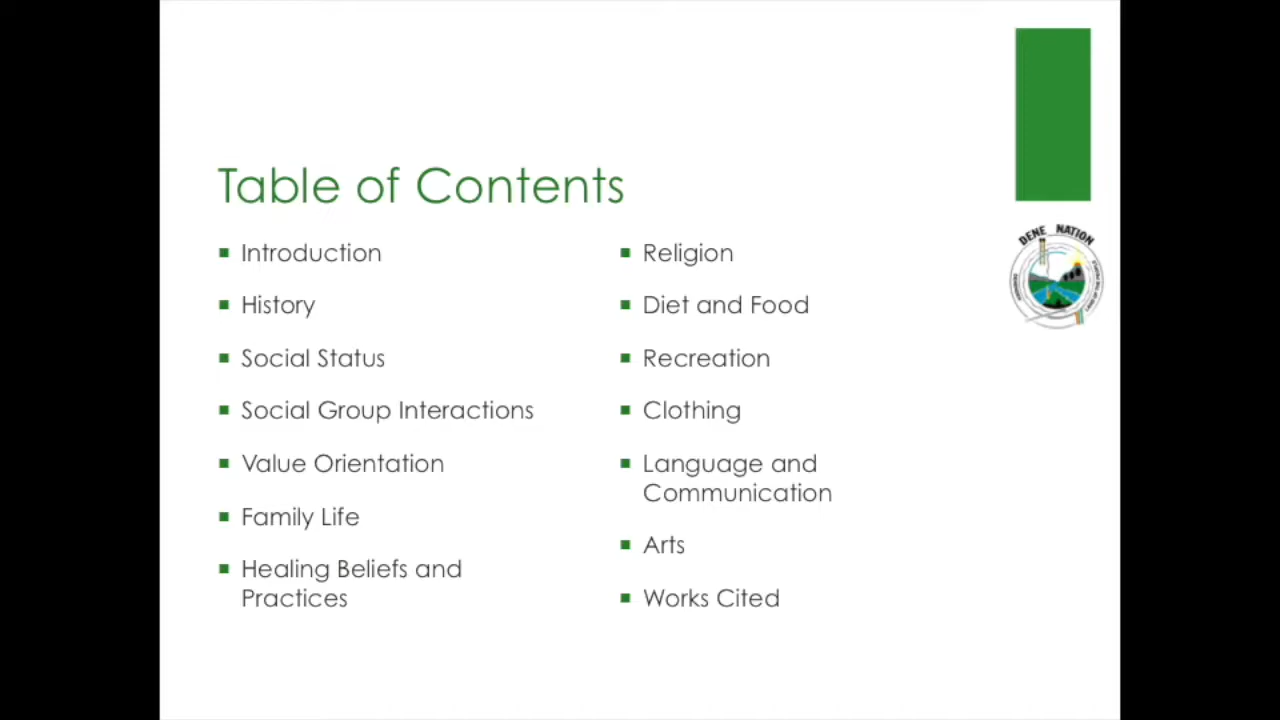 Table of Contents
Introduction
History
Social Status
Social Group Interactions
Value Orientation
Family Life
Healing Beliefs and
Practices
Religion
Diet and Food
Recreation
Clothing
Language and
Communication
Arts
Works Cited
DENE NATION